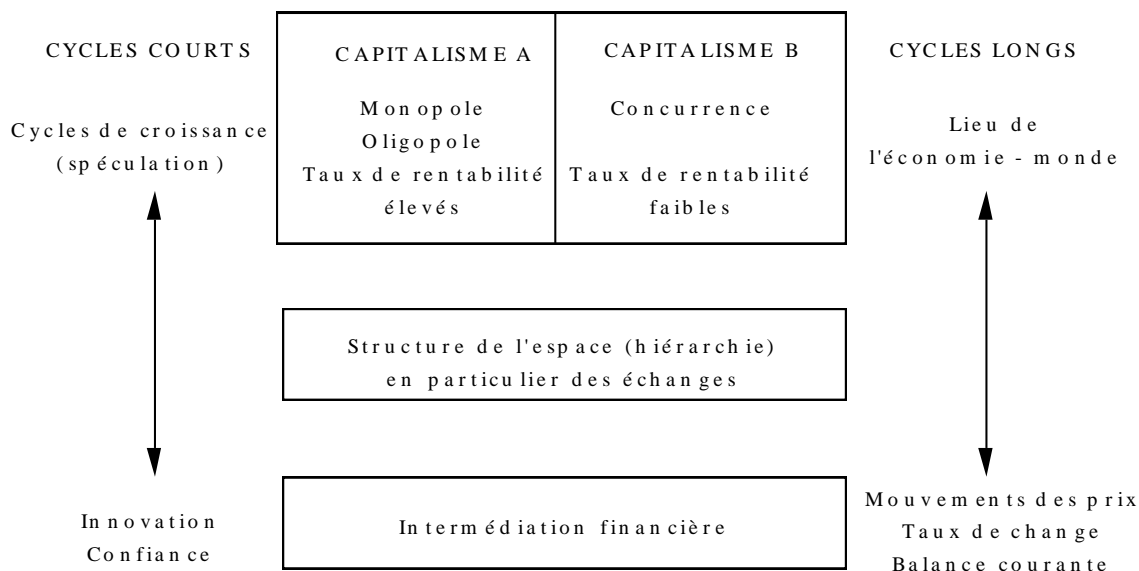 CYCLES COURTS
Cycles de croissance
(spéculation)
Innovation
Confiance
CAPITALISME A
Monopole
Oligopole
Taux de rentabilité
élevés
CAPITALISME B
Concurrence
Taux de rentabilité
faibles
Structure de l'espace (hiérarchie)
en particulier des échanges
Intermédiation financière
CYCLES LONGS
Lieu de
l'économie - monde
Mouvements des prix
Taux de change
Balance courante